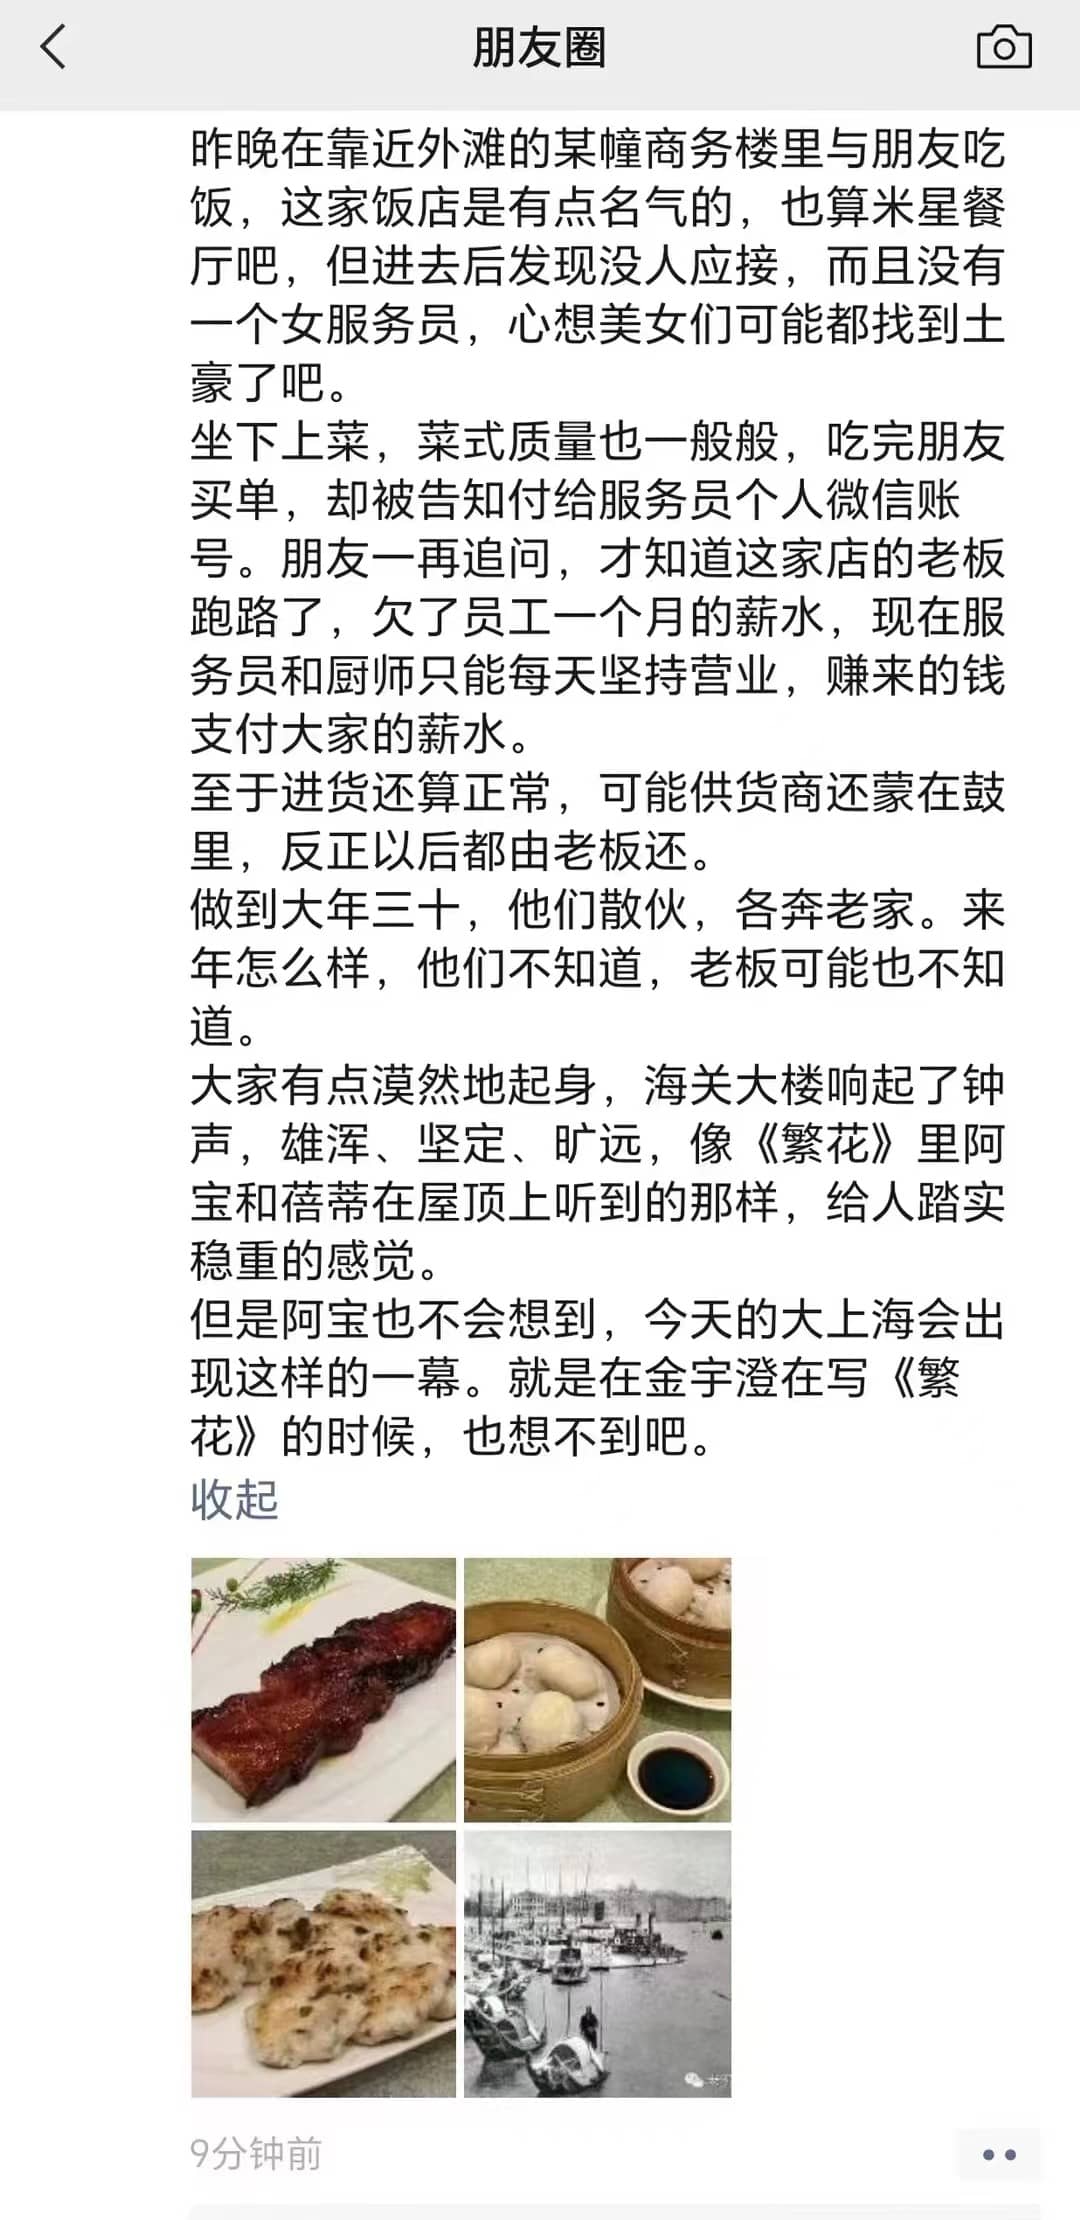 朋友圈
昨晚在靠近外滩的某幢商务楼里与朋友吃
饭，这家饭店是有点名气的，也算米星餐
厅吧，但进去后发现没人应接，而且没有
一个女服务员，心想美女们可能都找到土
豪了吧。
坐下上菜，菜式质量也一般般，吃完朋友
买单，却被告知付给服务员个人微信账
号。朋友一再追问，才知道这家店的老板
跑路了，欠了员工一个月的薪水，现在服
务员和厨师只能每天坚持营业，赚来的钱
支付大家的薪水。
至于进货还算正常，可能供货商还蒙在鼓
里，反正以后都由老板还。
做到大年三十，他们散伙，各奔老家。来
年怎么样，他们不知道，老板可能也不知
道。
大家有点漠然地起身，海关大楼响起了钟
声，雄浑、坚定、旷远，像《繁花》里阿
宝和蓓蒂在屋顶上听到的那样，给人踏实
稳重的感觉。
但是阿宝也不会想到，今天的大上海会出
现这样的一幕。就是在金宇澄在写《繁
花》的时候，也想不到吧。
收起
9分钟前